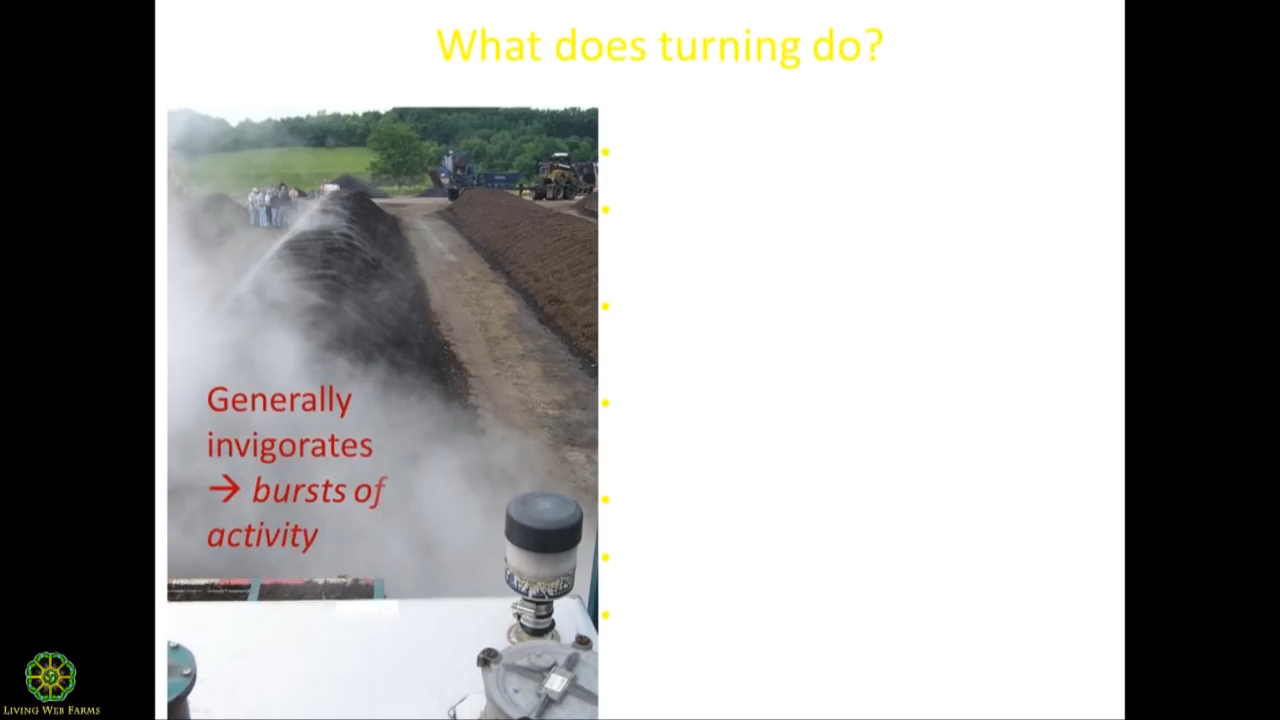 What does turning do?
Generally
invigorates
→ bursts of
activity
LIVING WEB FARMS